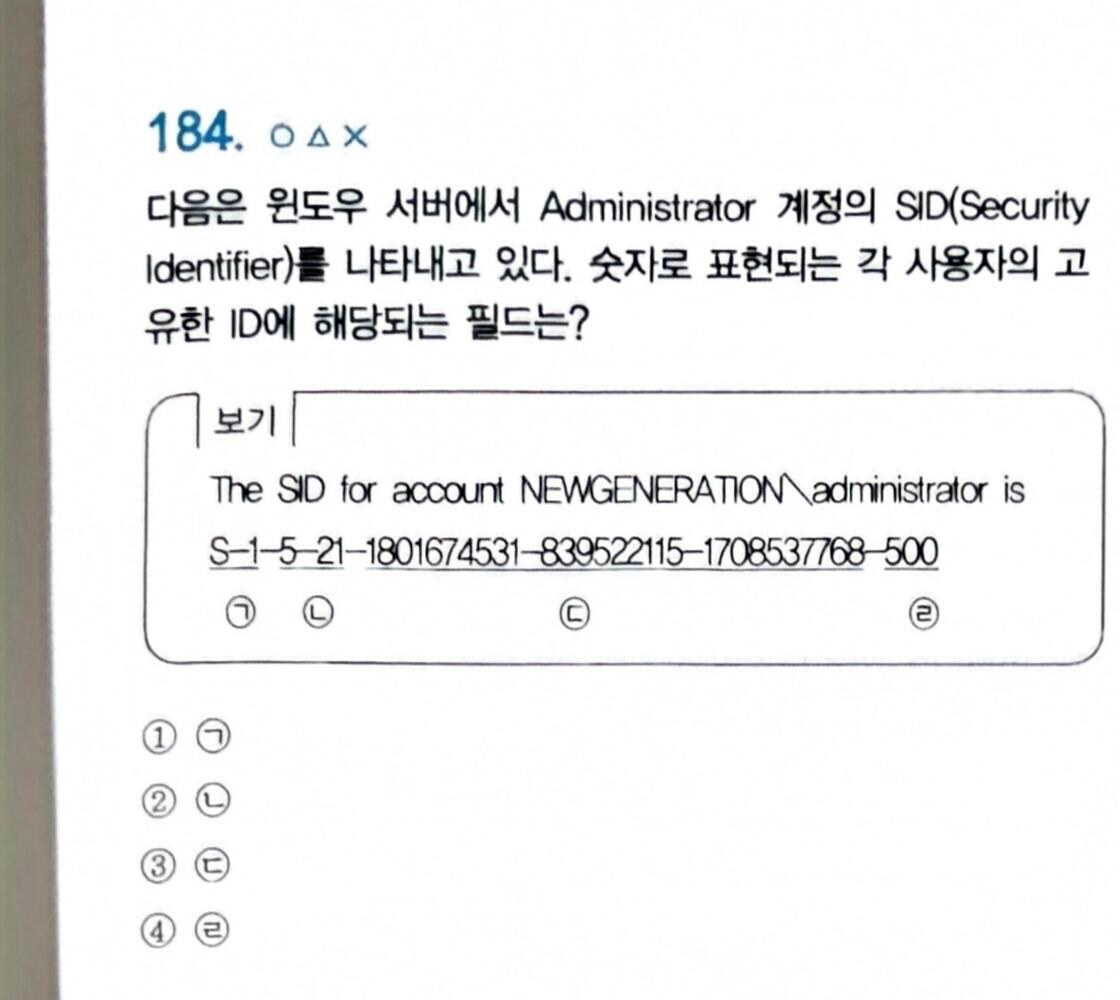 184. ○△×
다음은 윈도우 서버에서 Administrator 계정의 SID(Security
Identifier)를 나타내고 있다. 숫자로 표현되는 각 사용자의 고
유한 ID에 해당되는 필드는?
보기
The SID for account NEWGENERATION\administrator is
S-1-5-21-1801674531-839522115-1708537768-500
㉠ ㉡ ㉢ ㉣
① ㉠
② ㉡
③ ㉢
④ ㉣